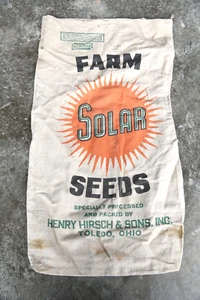 FARM
SOLAR
SEEDS
SPECIALLY PROCESSED
AND PACKED BY
HENRY HIRSCH & SONS, INC.
TOLEDO, OHIO